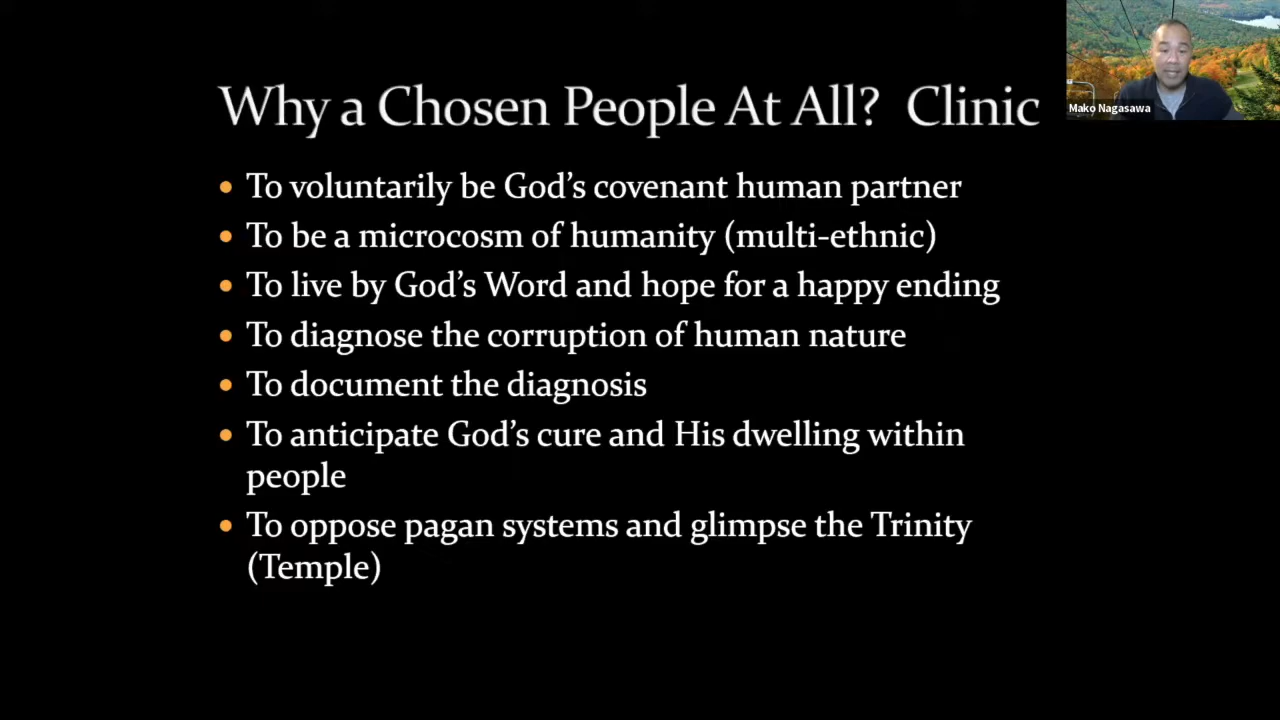 Why a Chosen People At All?  Clinic
Mako Nagasawa
• To voluntarily be God’s covenant human partner
• To be a microcosm of humanity (multi-ethnic)
• To live by God’s Word and hope for a happy ending
• To diagnose the corruption of human nature
• To document the diagnosis
• To anticipate God’s cure and His dwelling within
people
• To oppose pagan systems and glimpse the Trinity
(Temple)